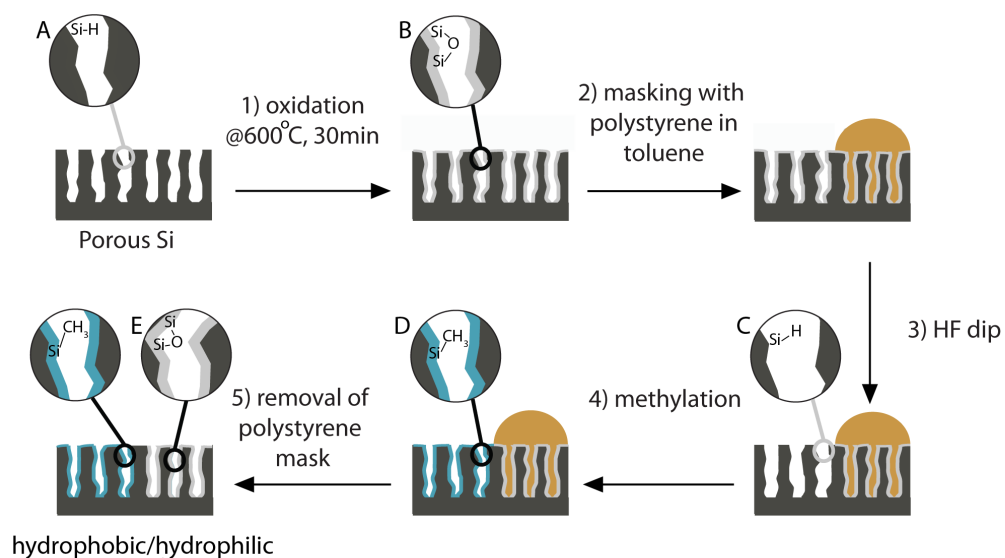 A
Si-H
1) oxidation
@600°C, 30min
B
Si
O
Si
2) masking with
polystyrene in
toluene
Porous Si
3) HF dip
C
Si
H
4) methylation
D
CH3
Si
5) removal of
polystyrene
mask
E
Si
Si-O
CH3
Si
hydrophobic/hydrophilic